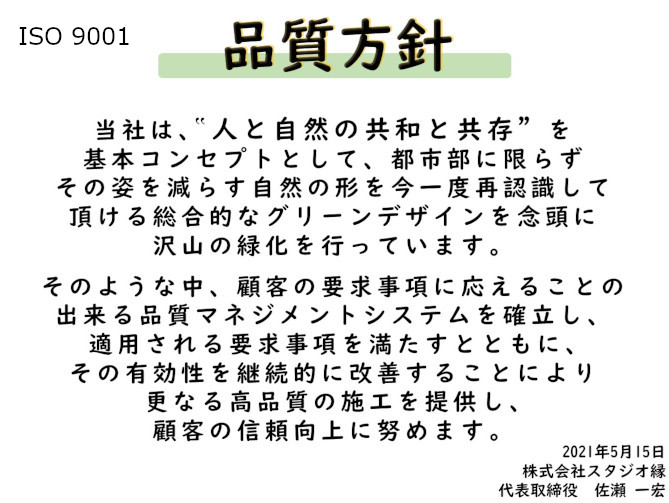 ISO 9001
品質方針
当社は、〝人と自然の共和と共存”を
基本コンセプトとして、都市部に限らず
その姿を減らす自然の形を今一度再認識して
頂ける総合的なグリーンデザインを念頭に
沢山の緑化を行っています。
そのような中、顧客の要求事項に応えることの
出来る品質マネジメントシステムを確立し、
適用される要求事項を満たすとともに、
その有効性を継続的に改善することにより
更なる高品質の施工を提供し、
顧客の信頼向上に努めます。
2021年5月15日
株式会社スタジオ縁
代表取締役　佐瀬 一宏